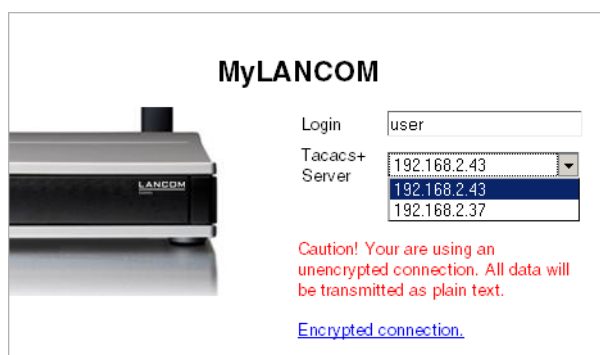 MyLANCOM
Login
user
Tacacs+
Server
192.168.2.43
192.168.2.43
192.168.2.37
LANCOM
Caution! Your are using an
unencrypted connection. All data will
be transmitted as plain text.
Encrypted connection.